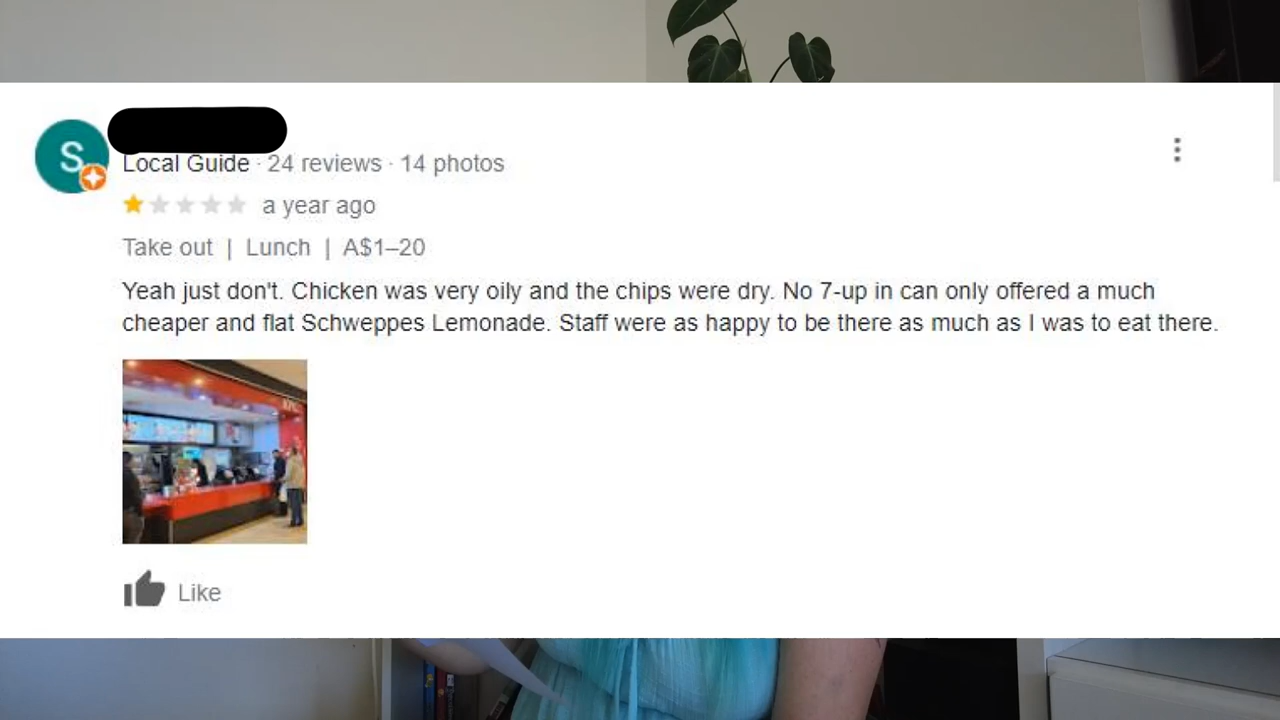 S
Local Guide · 24 reviews · 14 photos
a year ago
Take out | Lunch | A$1–20
Yeah just don't. Chicken was very oily and the chips were dry. No 7-up in can only offered a much
cheaper and flat Schweppes Lemonade. Staff were as happy to be there as much as I was to eat there.
Like